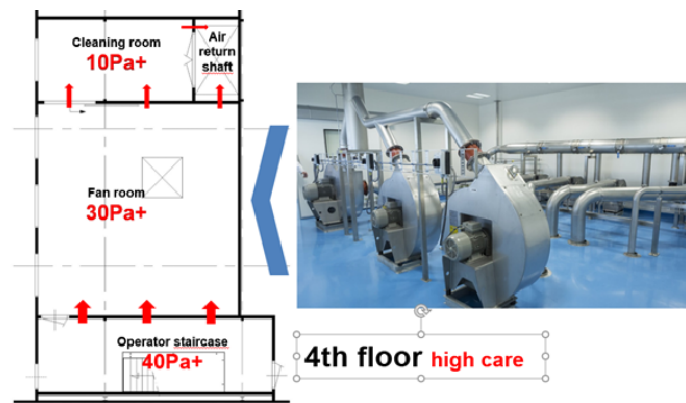 Cleaning room
10Pa+
Air
return
shaft
Fan room
30Pa+
Operator staircase
40Pa+
4th floor high care